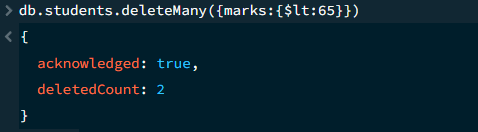 > db.students.deleteMany({marks:{$lt:65}})
< {
acknowledged: true,
deletedCount: 2
}